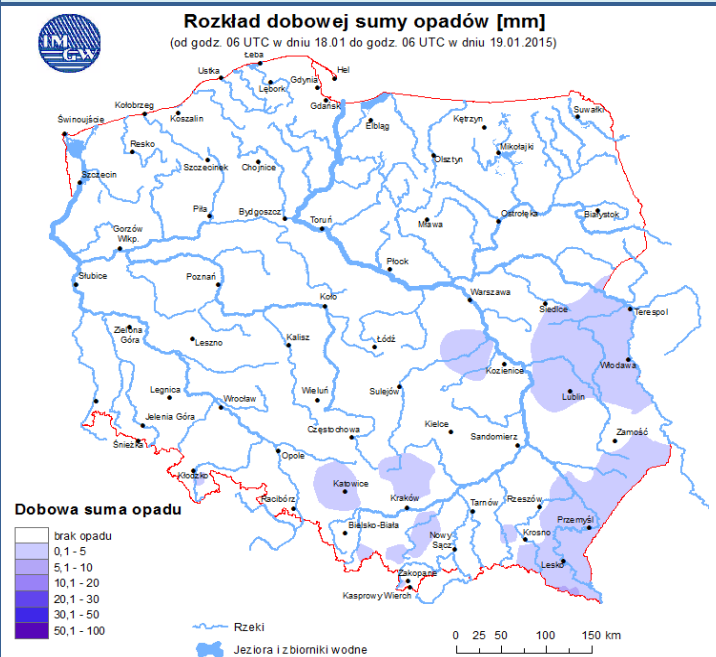 Rozkład dobowej sumy opadów [mm]
(od godz. 06 UTC w dniu 18.01 do godz. 06 UTC w dniu 19.01.2015)
IM
GW
Łeba
Hel
Ustka
Gdynia
Lębork
Gdańsk
Kołobrzeg
Koszalin
Suwałki
Świnoujście
Elbląg
Kętrzyn
Resko
Mikołajki
Szczecinek
Chojnice
Olsztyn
Szczecin
Piła
Bydgoszcz
Toruń
Ostrołęka
Białystok
Mława
Gorzów
Wlkp.
Płock
Słubice
Poznań
Warszawa
Koło
Siedlce
Terespol
Zielona
Góra
Leszno
Kalisz
Łódź
Kozienice
Włodawa
Legnica
Wrocław
Wieluń
Sulejów
Lublin
Jelenia Góra
Częstochowa
Kielce
Sandomierz
Zamość
Śnieżka
Opole
Kłodzko
Katowice
Racibórz
Kraków
Tarnów
Rzeszów
Przemyśl
Bielsko-Biała
Nowy
Sącz
Krosno
Lesko
Zakopane
Kasprowy Wierch
Dobowa suma opadu
brak opadu
0,1 - 5
5,1 - 10
10,1 - 20
20,1 - 30
30,1 - 50
50,1 - 100
Rzeki
Jeziora i zbiorniki wodne
0 25 50 100 150 km